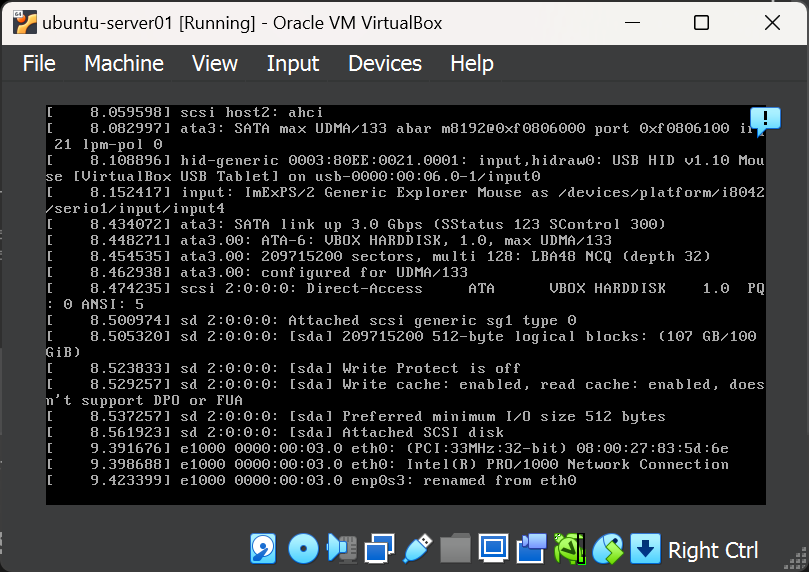 64
ubuntu-server01 [Running] - Oracle VM VirtualBox
File Machine View Input Devices Help
[    8.059598] scsi host2: ahci
[    8.082997] ata3: SATA max UDMA/133 abar m8192@0xf0806000 port 0xf0806100
 21 lpm-pol 0
[    8.108896] hid-generic 0003:80EE:0021.0001: input,hidraw0: USB HID v1.10 Mou
se [VirtualBox USB Tablet] on usb-0000:00:06.0-1/input0
[    8.152417] input: ImExPS/2 Generic Explorer Mouse as /devices/platform/i8042
/serio1/input/input4
[    8.434072] ata3: SATA link up 3.0 Gbps (SStatus 123 SControl 300)
[    8.448271] ata3.00: ATA-6: VBOX HARDDISK, 1.0, max UDMA/133
[    8.454535] ata3.00: 209715200 sectors, multi 128: LBA48 NCQ (depth 32)
[    8.462938] ata3.00: configured for UDMA/133
[    8.474235] scsi 2:0:0:0: Direct-Access     ATA      VBOX HARDDISK    1.0  PQ
: 0 ANSI: 5
[    8.500974] sd 2:0:0:0: Attached scsi generic sg1 type 0
[    8.505320] sd 2:0:0:0: [sda] 209715200 512-byte logical blocks: (107 GB/100
GiB)
[    8.523833] sd 2:0:0:0: [sda] Write Protect is off
[    8.529257] sd 2:0:0:0: [sda] Write cache: enabled, read cache: enabled, does
n't support DPO or FUA
[    8.537257] sd 2:0:0:0: [sda] Preferred minimum I/O size 512 bytes
[    8.561923] sd 2:0:0:0: [sda] Attached SCSI disk
[    9.391676] e1000 0000:00:03.0 eth0: (PCI:33MHz:32-bit) 08:00:27:83:5d:6e
[    9.398688] e1000 0000:00:03.0 eth0: Intel(R) PRO/1000 Network Connection
[    9.423399] e1000 0000:00:03.0 enp0s3: renamed from eth0
Right Ctrl